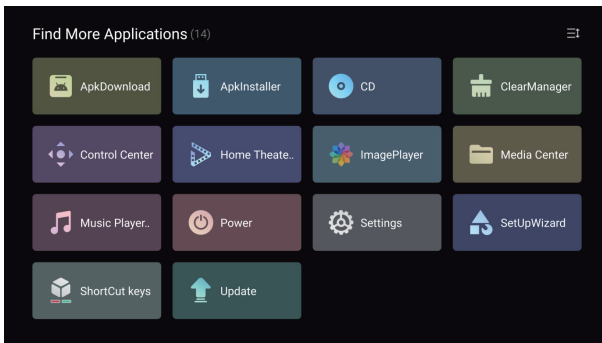 Find More Applications (14)
ApkDownload
ApkInstaller
CD
ClearManager
Control Center
Home Theate..
ImagePlayer
Media Center
Music Player..
Power
Settings
SetUpWizard
ShortCut keys
Update